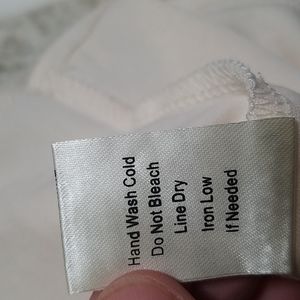 Hand Wash Cold
Do Not Bleach
Line Dry
Iron Low
If Needed